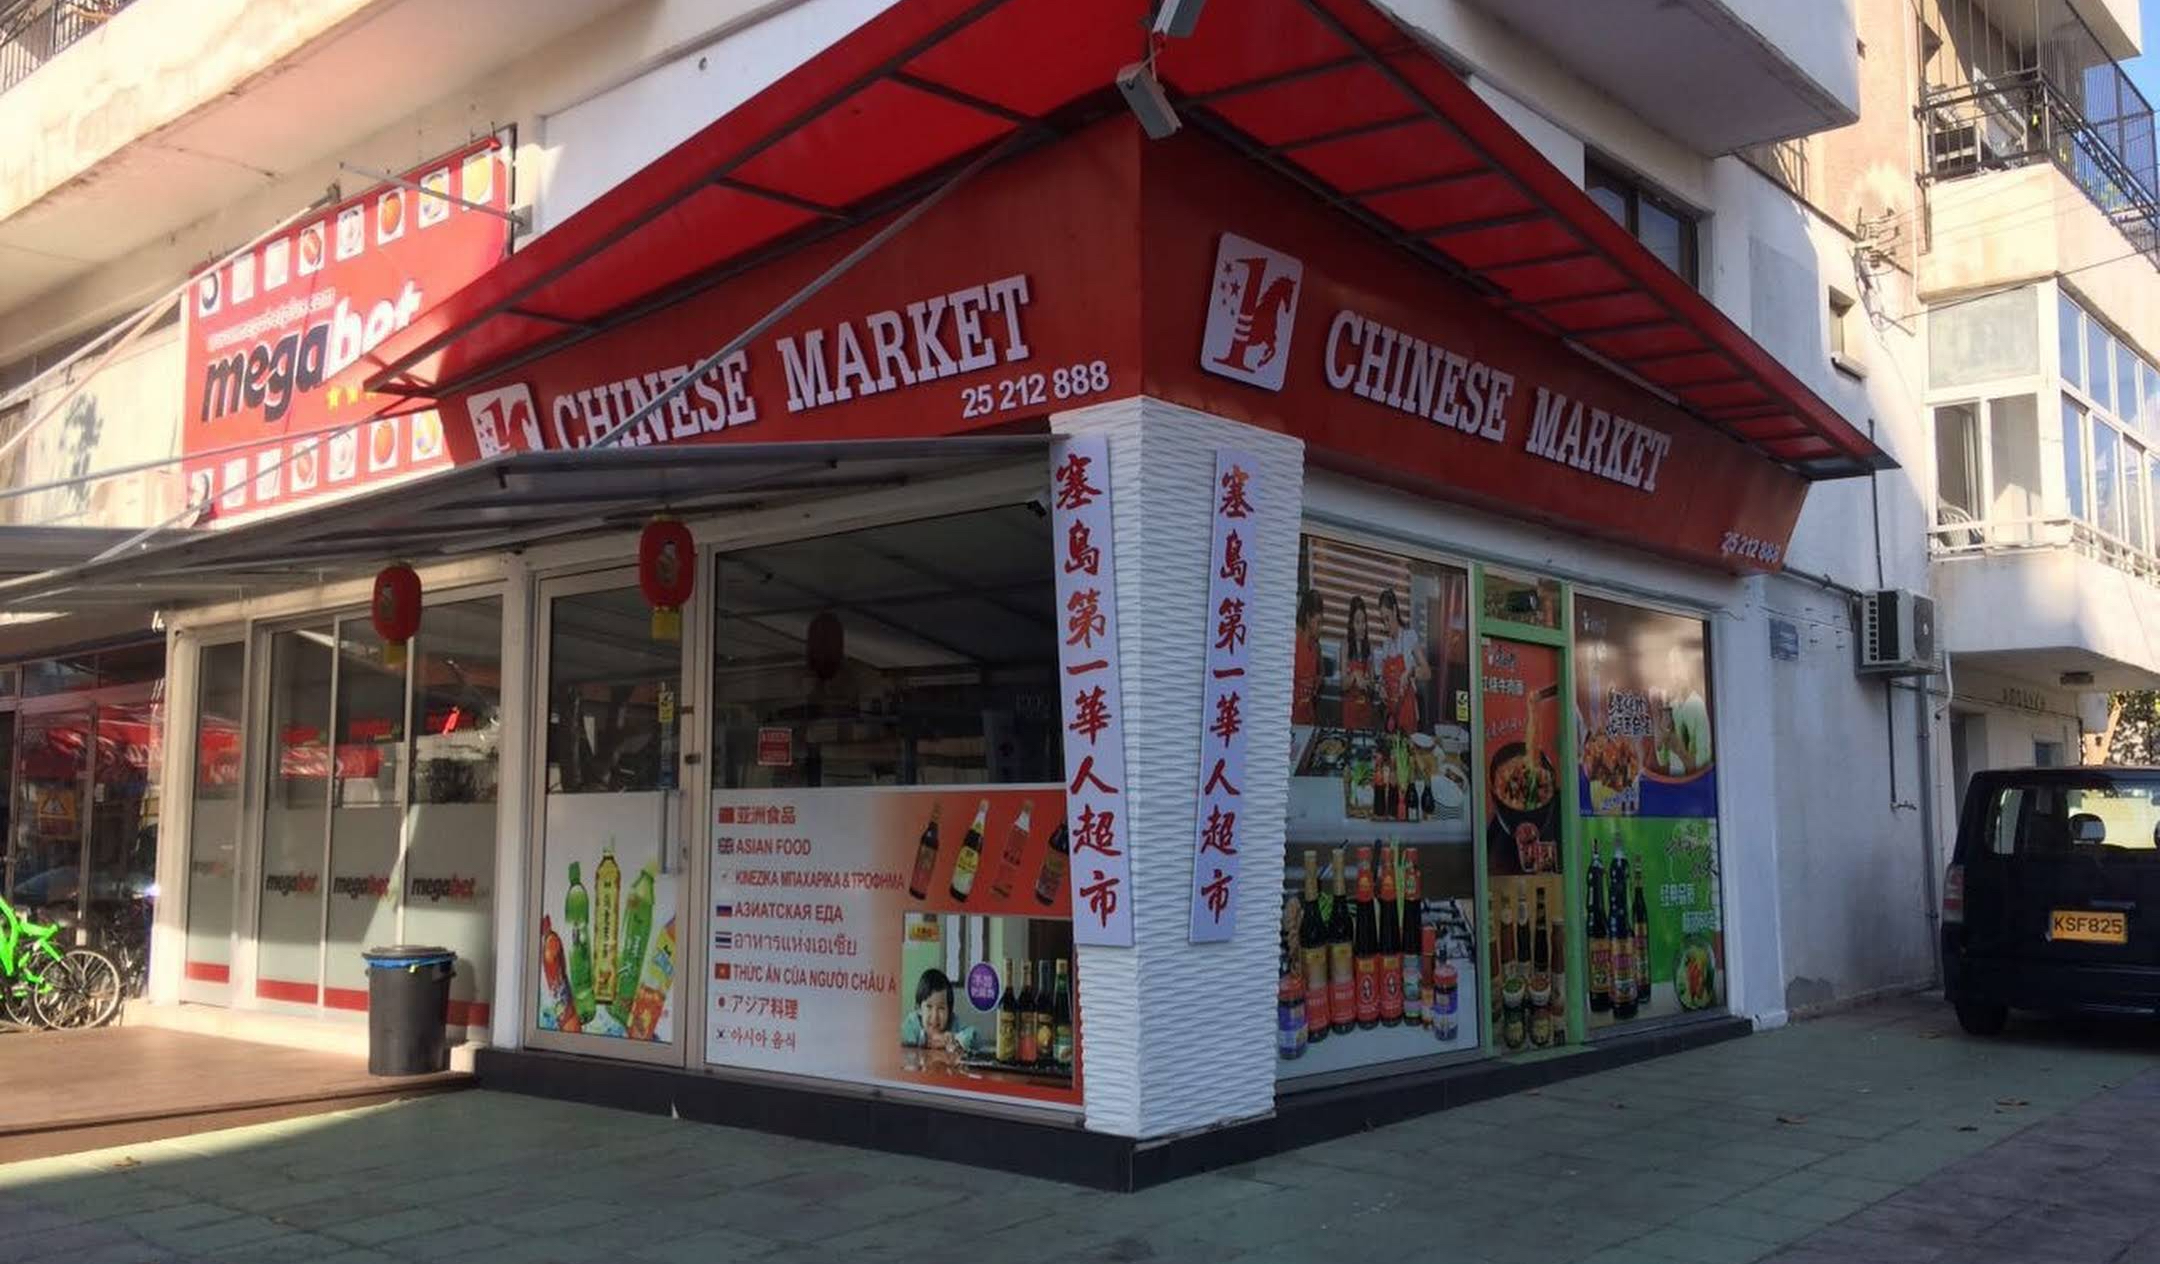 megabet
CHINESE MARKET
25 212 888
CHINESE MARKET
25 212 888
塞島第一華人超市
塞島第一華人超市
megabet
megabet
megabet
亚洲食品
ASIAN FOOD
ΚΙΝΕΖΙΚΑ ΜΠΑΧΑΡΙΚΑ & ΤΡΟΦΗΜΑ
АЗИАТСКАЯ ЕДА
อาหารแห่งเอเซีย
THỨC ĂN CỦA NGƯỜI CHÂU Á
アジア料理
아시아 음식
KSF825